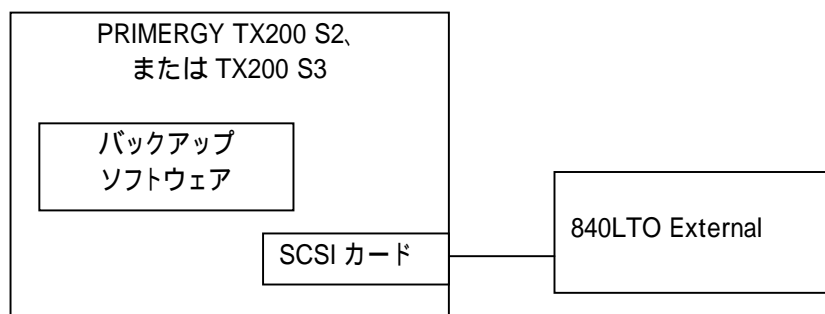 PRIMERGY TX200 S2、
または TX200 S3
バックアップ
ソフトウェア
840LTO External
SCSI カード